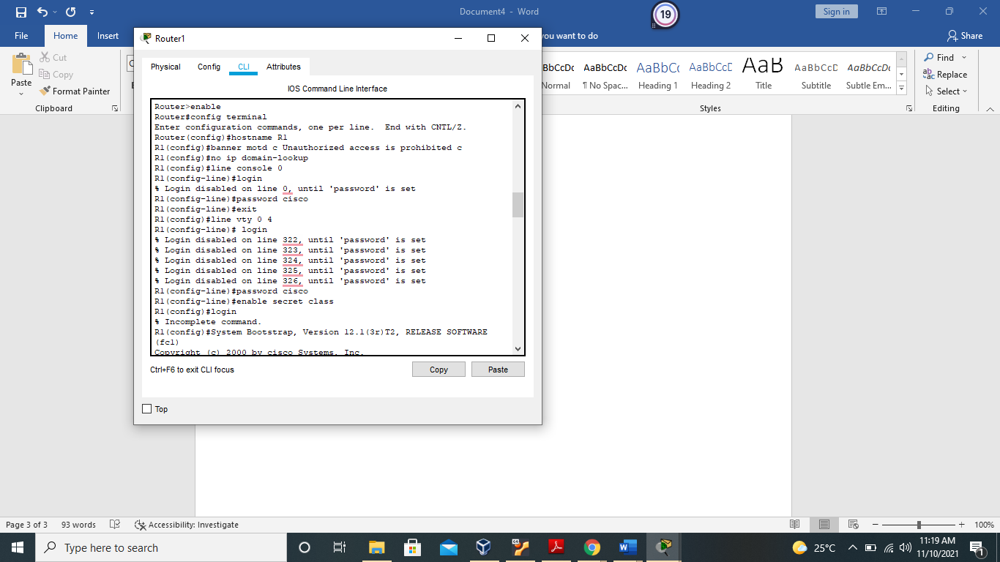 Document4 - Word
19
Sign in
File
Home
Insert
you want to do
Share
Paste
Cut
Copy
Format Painter
Clipboard
Router1
Physical
Config
CLI
Attributes
IOS Command Line Interface
Router>enable
Router#config terminal
Enter configuration commands, one per line.  End with CNTL/Z.
Router(config)#hostname R1
R1(config)#banner motd c Unauthorized access is prohibited c
R1(config)#no ip domain-lookup
R1(config)#line console 0
R1(config-line)#login
% Login disabled on line 0, until 'password' is set
R1(config-line)#password cisco
R1(config-line)#exit
R1(config)#line vty 0 4
R1(config-line)# login
% Login disabled on line 322, until 'password' is set
% Login disabled on line 323, until 'password' is set
% Login disabled on line 324, until 'password' is set
% Login disabled on line 325, until 'password' is set
% Login disabled on line 326, until 'password' is set
R1(config-line)#password cisco
R1(config-line)#enable secret class
R1(config)#login
% Incomplete command.
R1(config)#System Bootstrap, Version 12.1(3r)T2, RELEASE SOFTWARE
(fc1)
Copyright (c) 2000 by cisco Systems, Inc.
Ctrl+F6 to exit CLI focus
Copy
Paste
Top
BbCcDc AaBbCcDc AaBbCc AaBbCcD AaB AaBbCcD AaBbCcDc
Normal ¶ No Spac... Heading 1 Heading 2 Title Subtitle Subtle Em...
Styles
Find
Replace
Select
Editing
Page 3 of 3
93 words
Accessibility: Investigate
100%
Type here to search
25°C
11:19 AM
11/10/2021
1